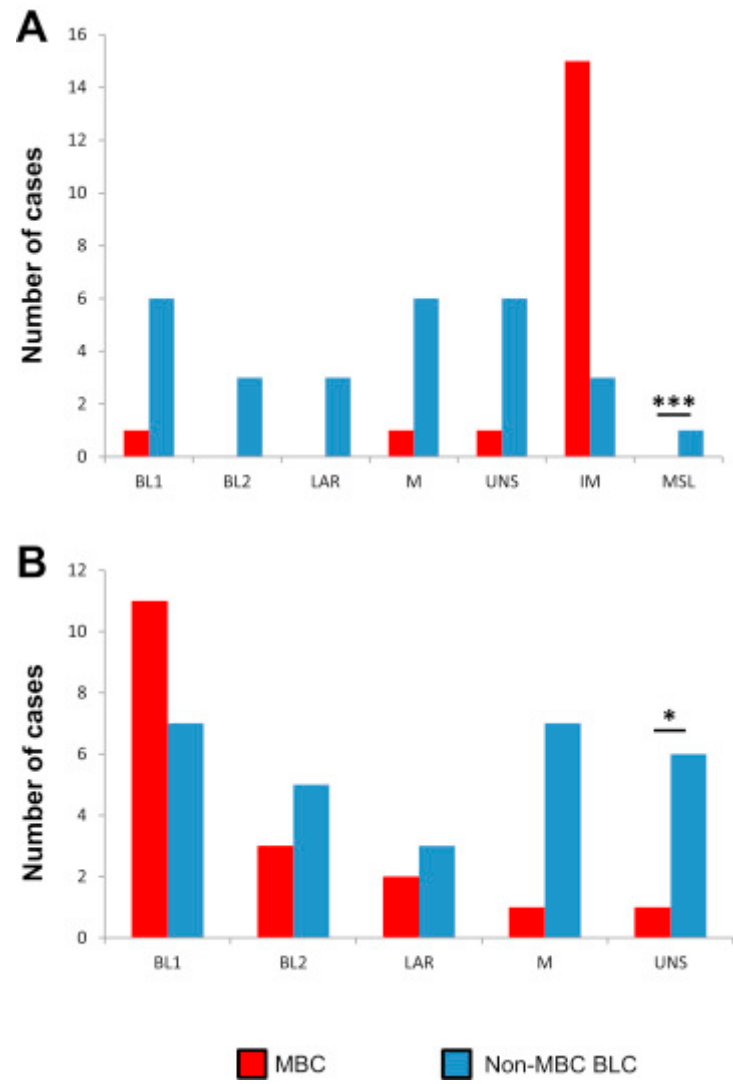 A
16
14
12
10
8
6
4
2
0
Number of cases
***
BL1 BL2 LAR M UNS IM MSL
B
12
10
8
6
4
2
0
Number of cases
*
BL1 BL2 LAR M UNS
MBC Non-MBC BLC